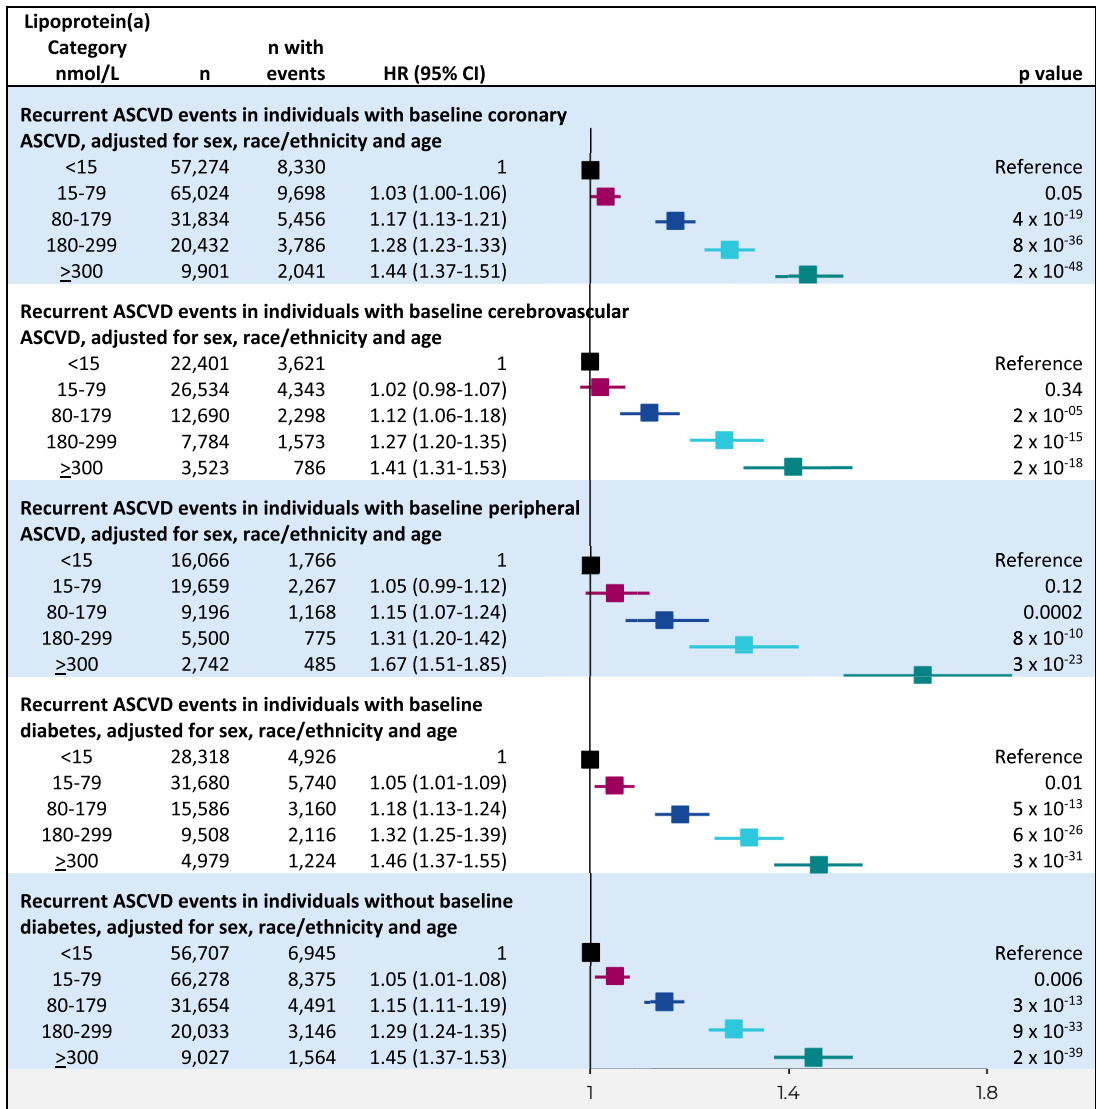 Lipoprotein(a)
Category n with
nmol/L n events HR (95% CI) p value
Recurrent ASCVD events in individuals with baseline coronary
ASCVD, adjusted for sex, race/ethnicity and age
<15 57,274 8,330 1 Reference
15-79 65,024 9,698 1.03 (1.00-1.06) 0.05
80-179 31,834 5,456 1.17 (1.13-1.21) 4 x 10⁻¹⁹
180-299 20,432 3,786 1.28 (1.23-1.33) 8 x 10⁻³⁶
≥300 9,901 2,041 1.44 (1.37-1.51) 2 x 10⁻⁴⁸
Recurrent ASCVD events in individuals with baseline cerebrovascular
ASCVD, adjusted for sex, race/ethnicity and age
<15 22,401 3,621 1 Reference
15-79 26,534 4,343 1.02 (0.98-1.07) 0.34
80-179 12,690 2,298 1.12 (1.06-1.18) 2 x 10⁻⁰⁵
180-299 7,784 1,573 1.27 (1.20-1.35) 2 x 10⁻¹⁵
≥300 3,523 786 1.41 (1.31-1.53) 2 x 10⁻¹⁸
Recurrent ASCVD events in individuals with baseline peripheral
ASCVD, adjusted for sex, race/ethnicity and age
<15 16,066 1,766 1 Reference
15-79 19,659 2,267 1.05 (0.99-1.12) 0.12
80-179 9,196 1,168 1.15 (1.07-1.24) 0.0002
180-299 5,500 775 1.31 (1.20-1.42) 8 x 10⁻¹⁰
≥300 2,742 485 1.67 (1.51-1.85) 3 x 10⁻²³
Recurrent ASCVD events in individuals with baseline
diabetes, adjusted for sex, race/ethnicity and age
<15 28,318 4,926 1 Reference
15-79 31,680 5,740 1.05 (1.01-1.09) 0.01
80-179 15,586 3,160 1.18 (1.13-1.24) 5 x 10⁻¹³
180-299 9,508 2,116 1.32 (1.25-1.39) 6 x 10⁻²⁶
≥300 4,979 1,224 1.46 (1.37-1.55) 3 x 10⁻³¹
Recurrent ASCVD events in individuals without baseline
diabetes, adjusted for sex, race/ethnicity and age
<15 56,707 6,945 1 Reference
15-79 66,278 8,375 1.05 (1.01-1.08) 0.006
80-179 31,654 4,491 1.15 (1.11-1.19) 3 x 10⁻¹³
180-299 20,033 3,146 1.29 (1.24-1.35) 9 x 10⁻³³
≥300 9,027 1,564 1.45 (1.37-1.53) 2 x 10⁻³⁹
1 1.4 1.8